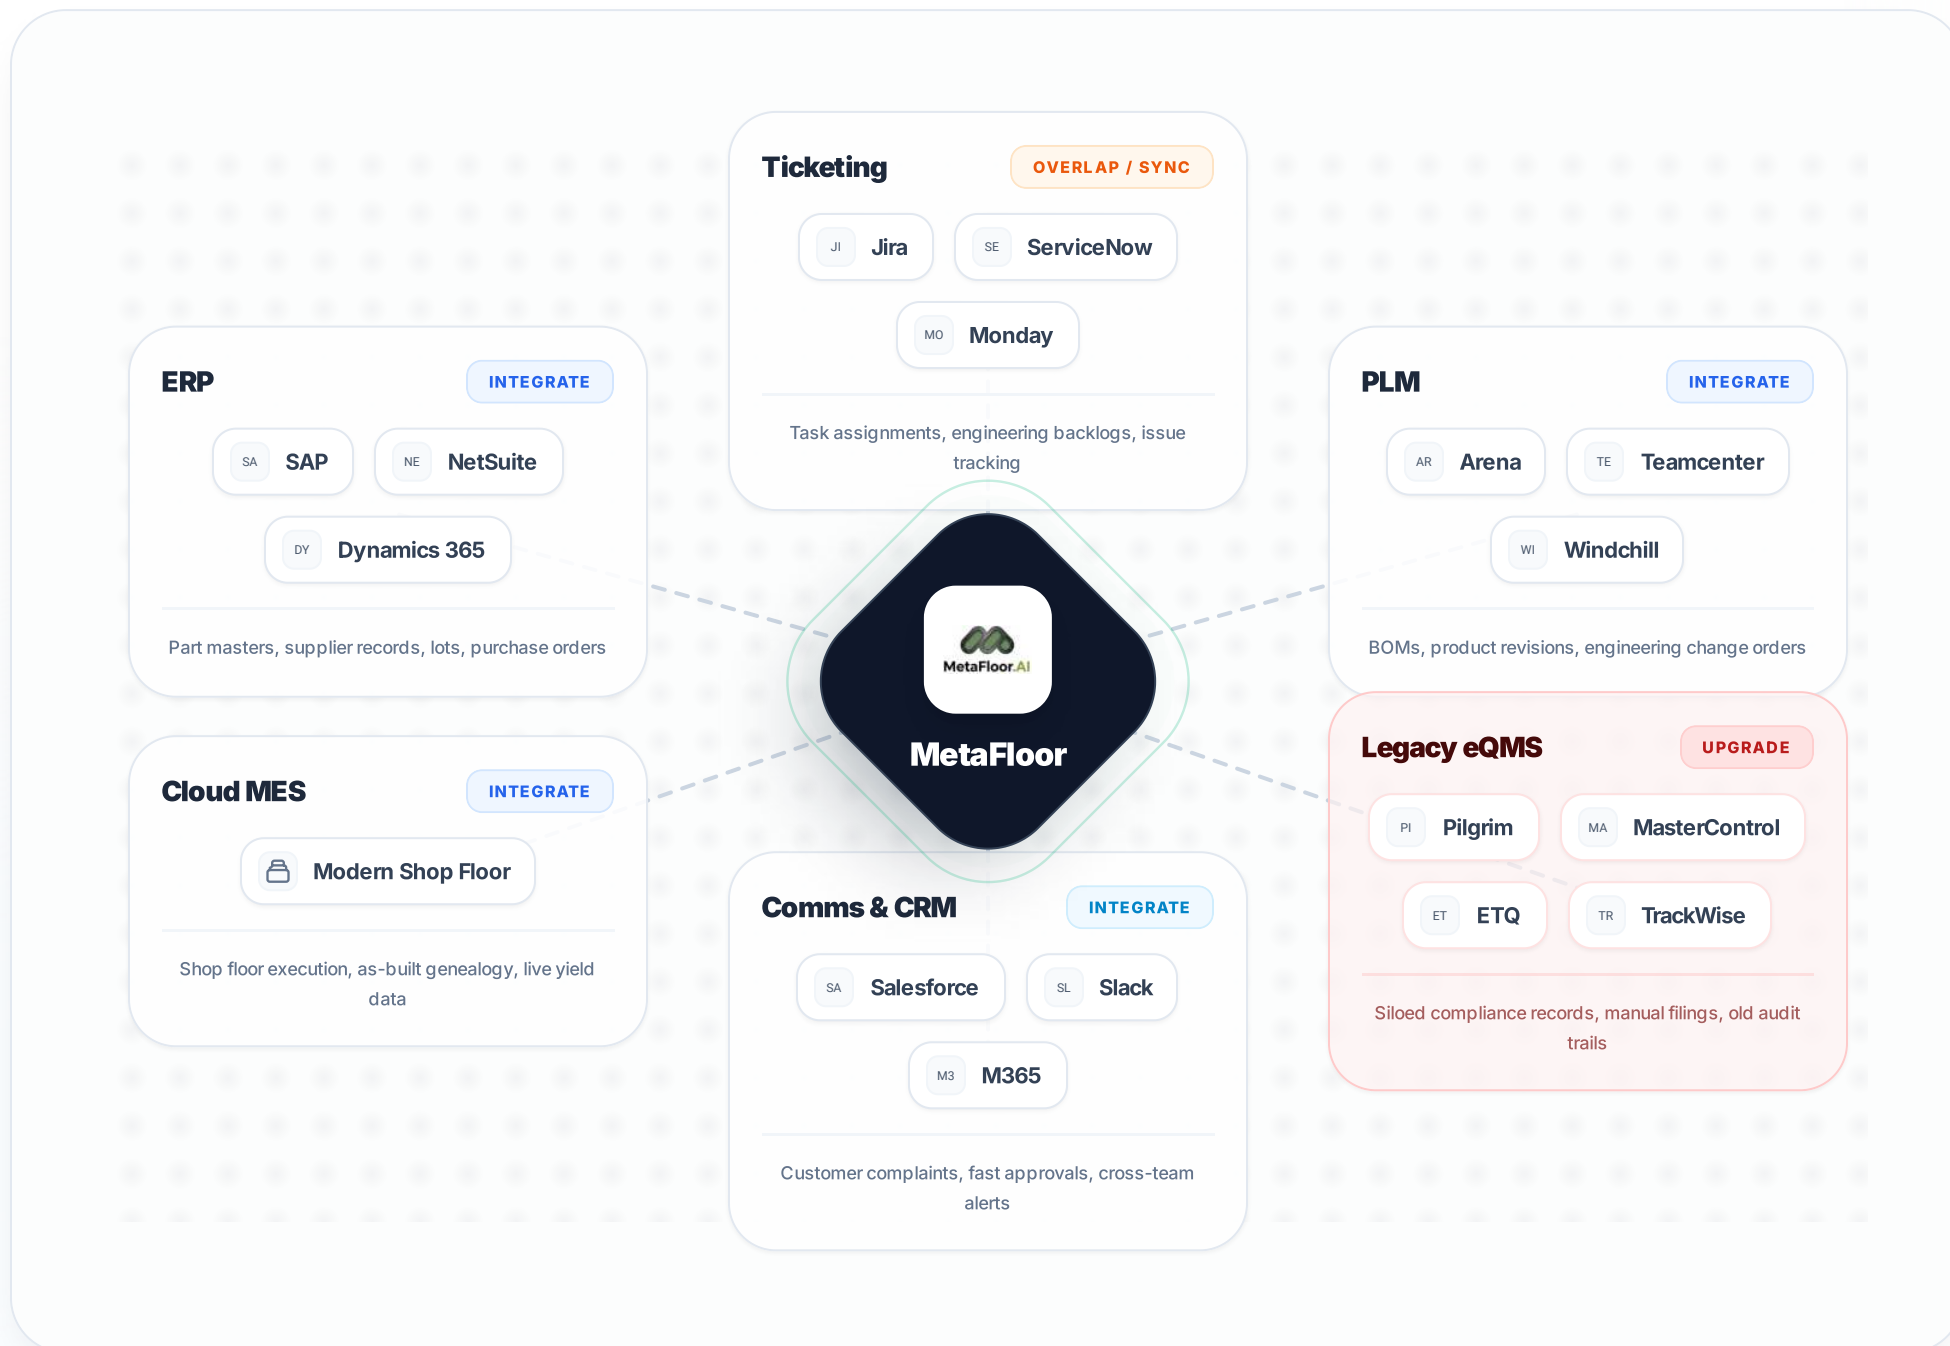 Ticketing
OVERLAP / SYNC
JI Jira
SE ServiceNow
MO Monday
Task assignments, engineering backlogs, issue
tracking
ERP
INTEGRATE
SA SAP
NE NetSuite
DY Dynamics 365
Part masters, supplier records, lots, purchase orders
PLM
INTEGRATE
AR Arena
TE Teamcenter
WI Windchill
BOMs, product revisions, engineering change orders
MetaFloor.AI
MetaFloor
Cloud MES
INTEGRATE
Modern Shop Floor
Shop floor execution, as-built genealogy, live yield
data
Legacy eQMS
UPGRADE
PI Pilgrim
MA MasterControl
ET ETQ
TR TrackWise
Siloed compliance records, manual filings, old audit
trails
Comms & CRM
INTEGRATE
SA Salesforce
SL Slack
M3 M365
Customer complaints, fast approvals, cross-team
alerts